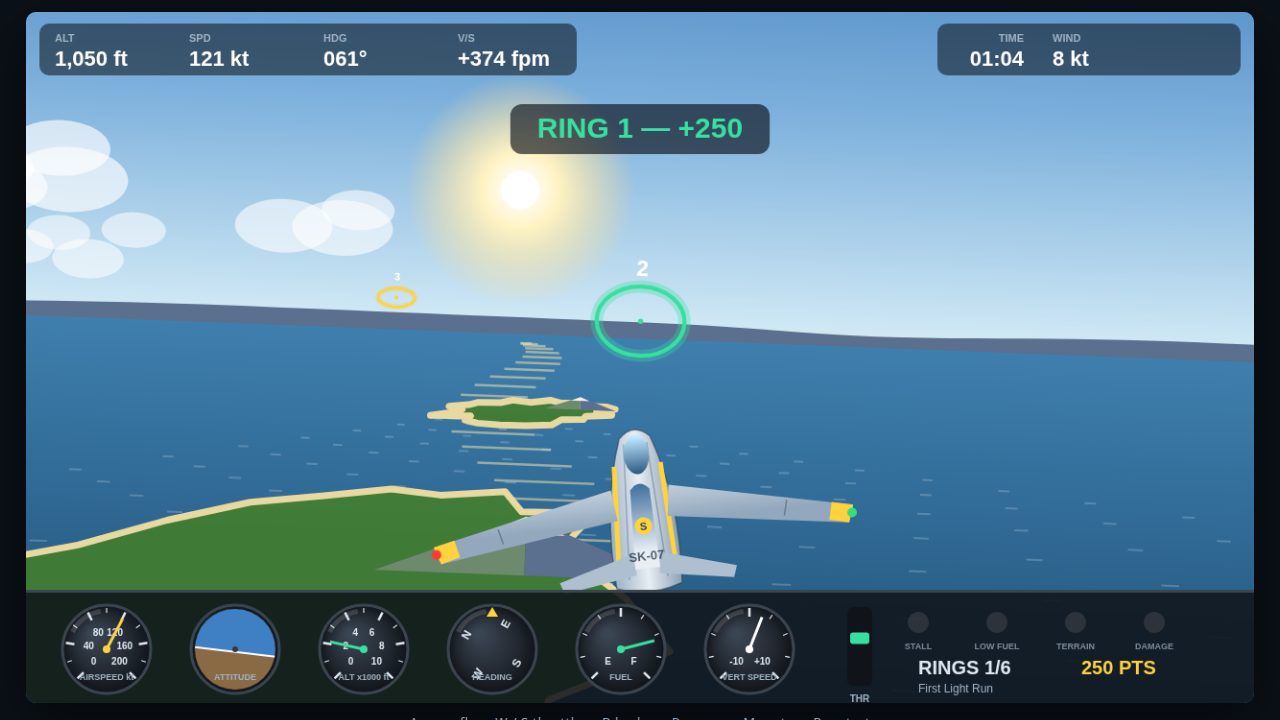 ALT SPD HDG V/S
1,050 ft 121 kt 061° +374 fpm
TIME WIND
01:04 8 kt
RING 1 — +250
2
3
S
SK-07
80 120
40 160
0 200
AIRSPEED
ATTITUDE
4 6
2 8
0 10
ALT x1000 ft
N E
S
HEADING
E F
FUEL
-10 +10
VERT SPEED
THR
STALL LOW FUEL TERRAIN DAMAGE
RINGS 1/6 250 PTS
First Light Run